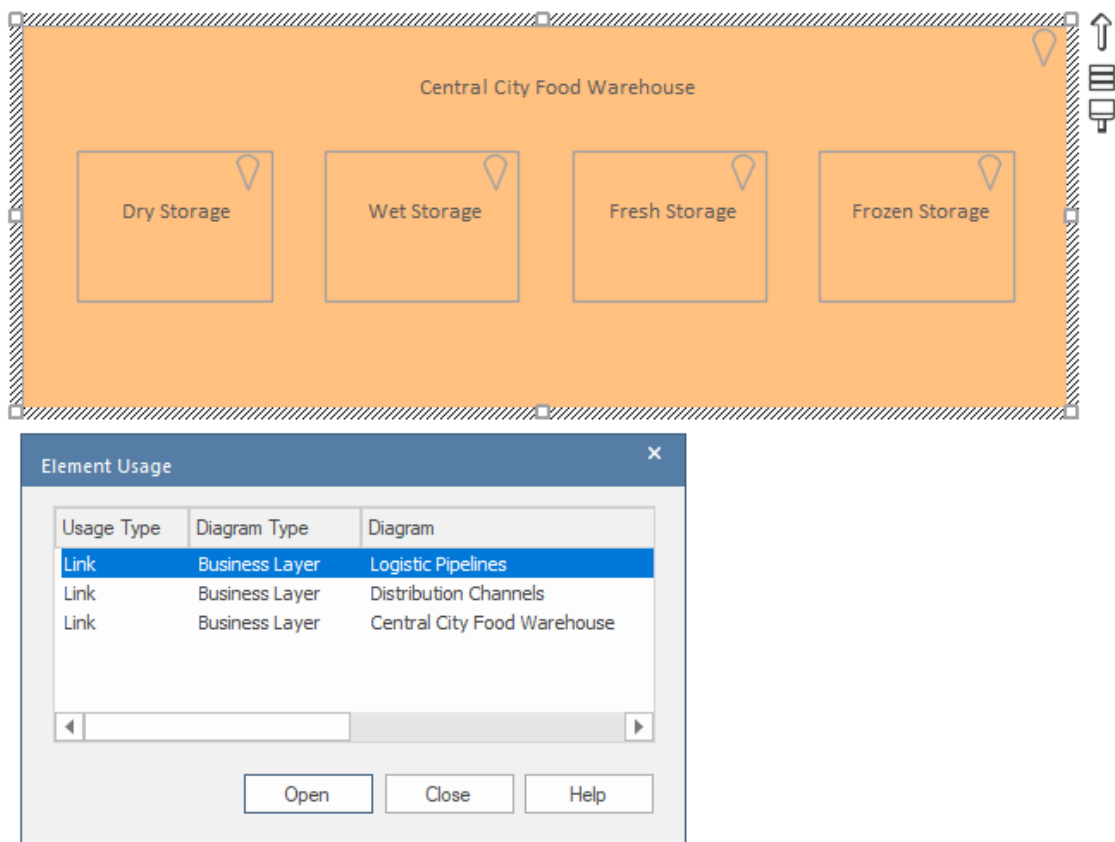 Central City Food Warehouse
Dry Storage Wet Storage Fresh Storage Frozen Storage
Element Usage
Usage Type Diagram Type Diagram
Link Business Layer Logistic Pipelines
Link Business Layer Distribution Channels
Link Business Layer Central City Food Warehouse
Open Close Help